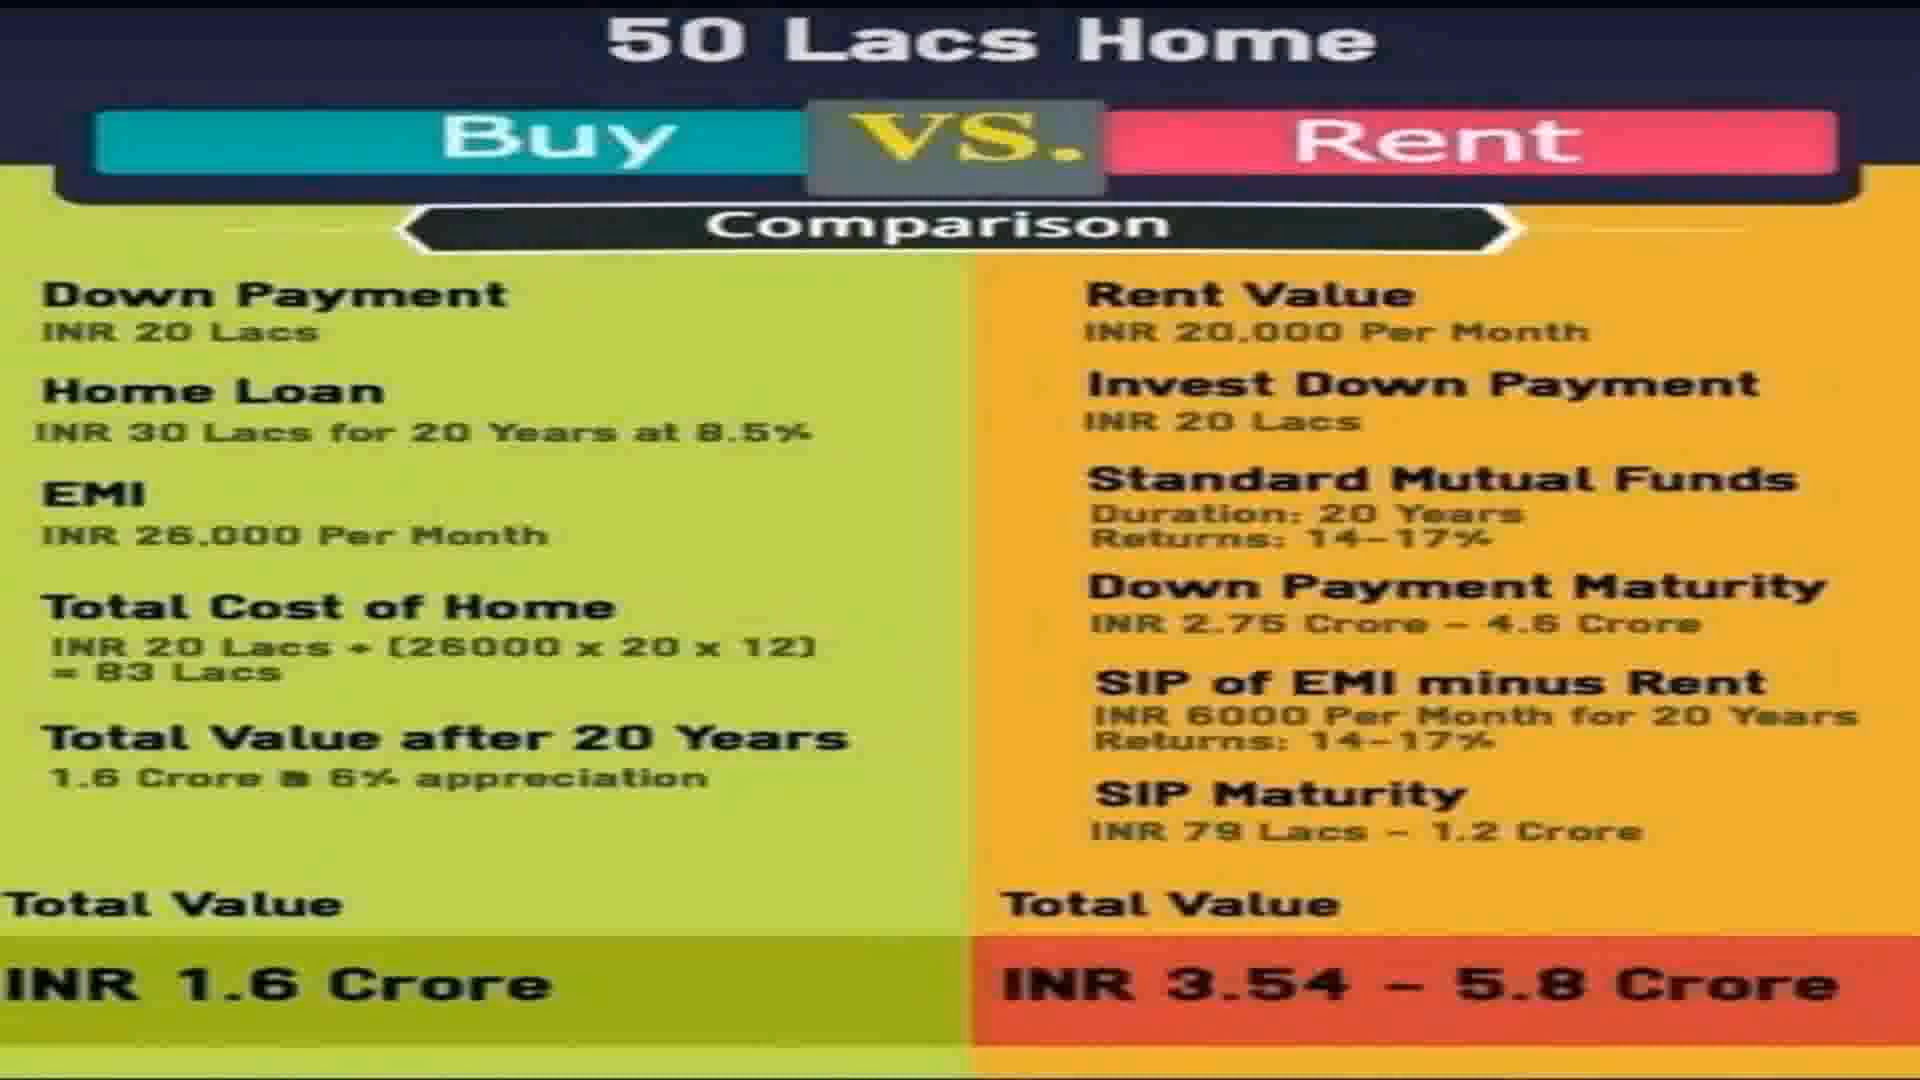 50 Lacs Home
Buy VS. Rent
Comparison
Down Payment
INR 20 Lacs
Home Loan
INR 30 Lacs for 20 Years at 8.5%
EMI
INR 26,000 Per Month
Total Cost of Home
INR 20 Lacs + (26000 x 20 x 12)
= 83 Lacs
Total Value after 20 Years
1.6 Crore @ 6% appreciation
Total Value
INR 1.6 Crore
Rent Value
INR 20,000 Per Month
Invest Down Payment
INR 20 Lacs
Standard Mutual Funds
Duration: 20 Years
Returns: 14-17%
Down Payment Maturity
INR 2.75 Crore - 4.6 Crore
SIP of EMI minus Rent
INR 6000 Per Month for 20 Years
Returns: 14-17%
SIP Maturity
INR 79 Lacs - 1.2 Crore
Total Value
INR 3.54 - 5.8 Crore